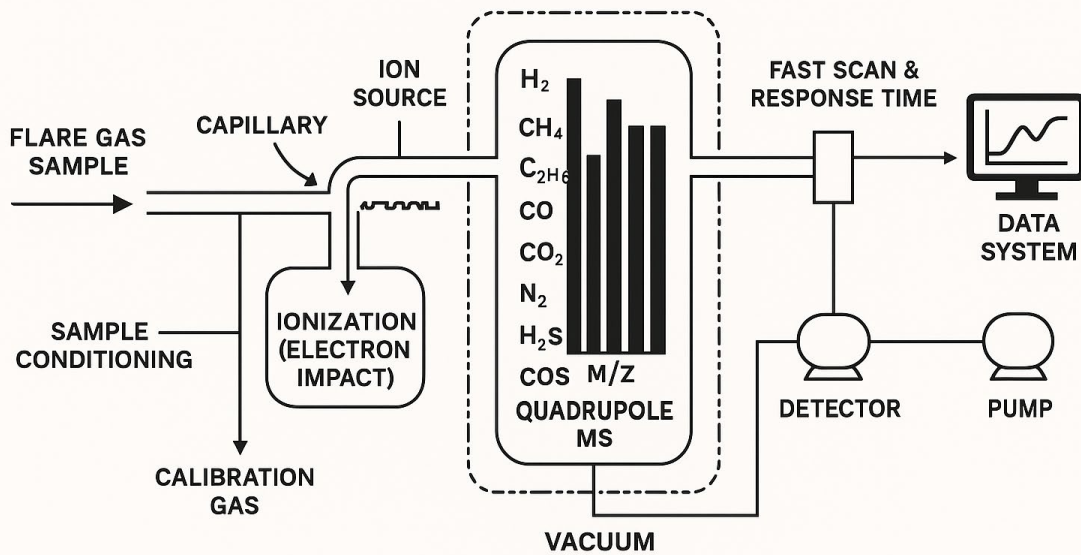 FLARE GAS
SAMPLE
CAPILLARY
ION
SOURCE
SAMPLE
CONDITIONING
CALIBRATION
GAS
IONIZATION
(ELECTRON
IMPACT)
H₂
CH₄
C₂H₆
CO
CO₂
N₂
H₂S
COS
M/Z
QUADRUPOLE
MS
VACUUM
FAST SCAN &
RESPONSE TIME
DATA
SYSTEM
DETECTOR
PUMP